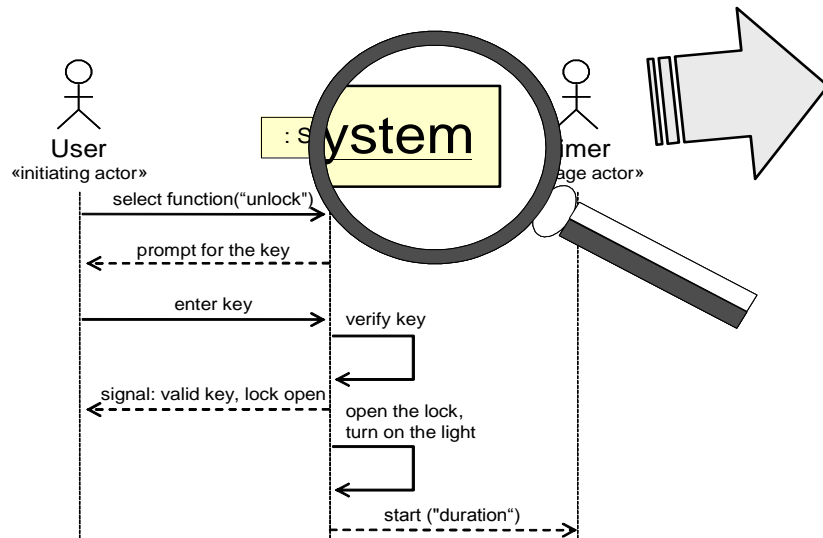 User
«initiating actor»
: S
ystem
imer
age actor»
select function(“unlock")
prompt for the key
enter key
verify key
signal: valid key, lock open
open the lock,
turn on the light
start ("duration“)